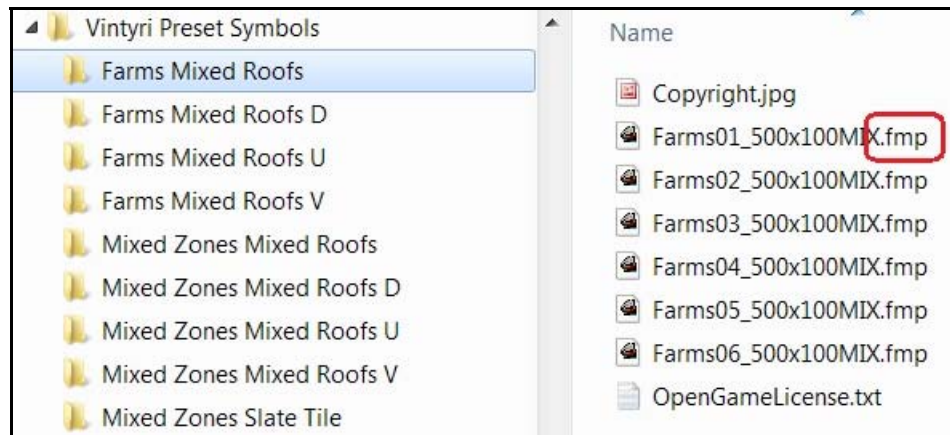 Vintyri Preset Symbols
Farms Mixed Roofs
Farms Mixed Roofs D
Farms Mixed Roofs U
Farms Mixed Roofs V
Mixed Zones Mixed Roofs
Mixed Zones Mixed Roofs D
Mixed Zones Mixed Roofs U
Mixed Zones Mixed Roofs V
Mixed Zones Slate Tile
Name
Copyright.jpg
Farms01_500x100MIX.fmp
Farms02_500x100MIX.fmp
Farms03_500x100MIX.fmp
Farms04_500x100MIX.fmp
Farms05_500x100MIX.fmp
Farms06_500x100MIX.fmp
OpenGameLicense.txt